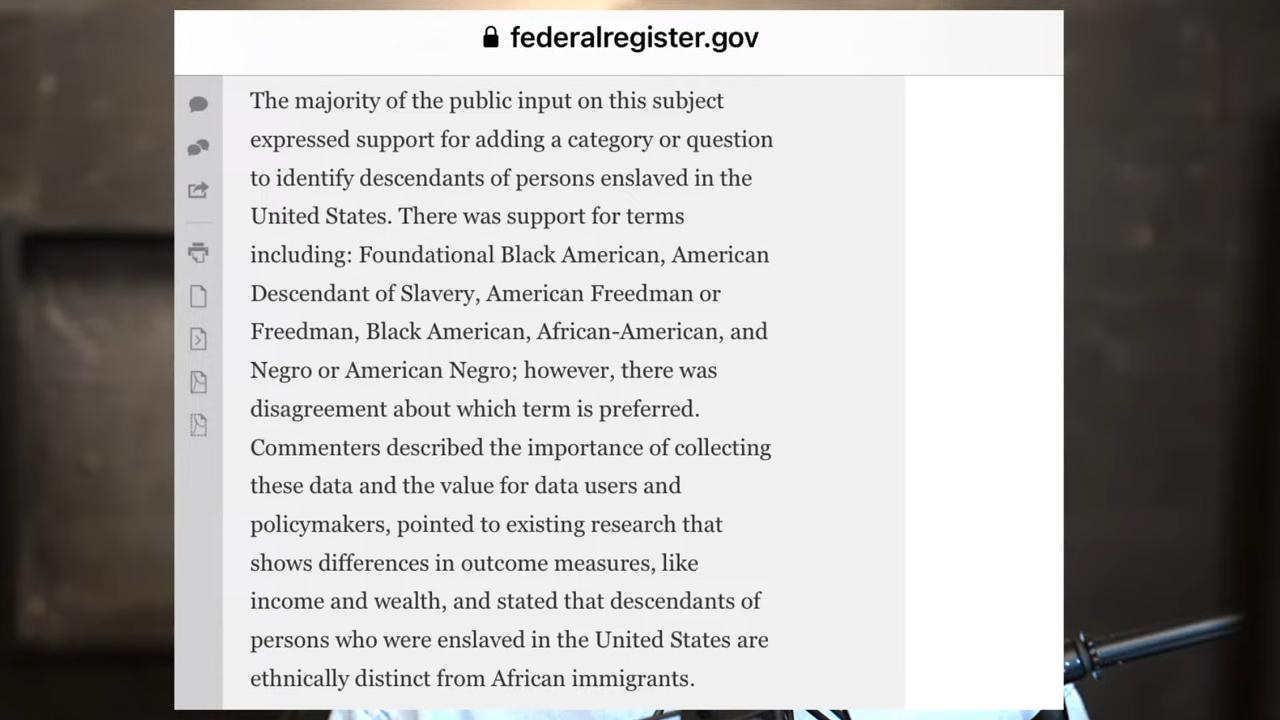 federalregister.gov
The majority of the public input on this subject
expressed support for adding a category or question
to identify descendants of persons enslaved in the
United States. There was support for terms
including: Foundational Black American, American
Descendant of Slavery, American Freedman or
Freedman, Black American, African-American, and
Negro or American Negro; however, there was
disagreement about which term is preferred.
Commenters described the importance of collecting
these data and the value for data users and
policymakers, pointed to existing research that
shows differences in outcome measures, like
income and wealth, and stated that descendants of
persons who were enslaved in the United States are
ethnically distinct from African immigrants.